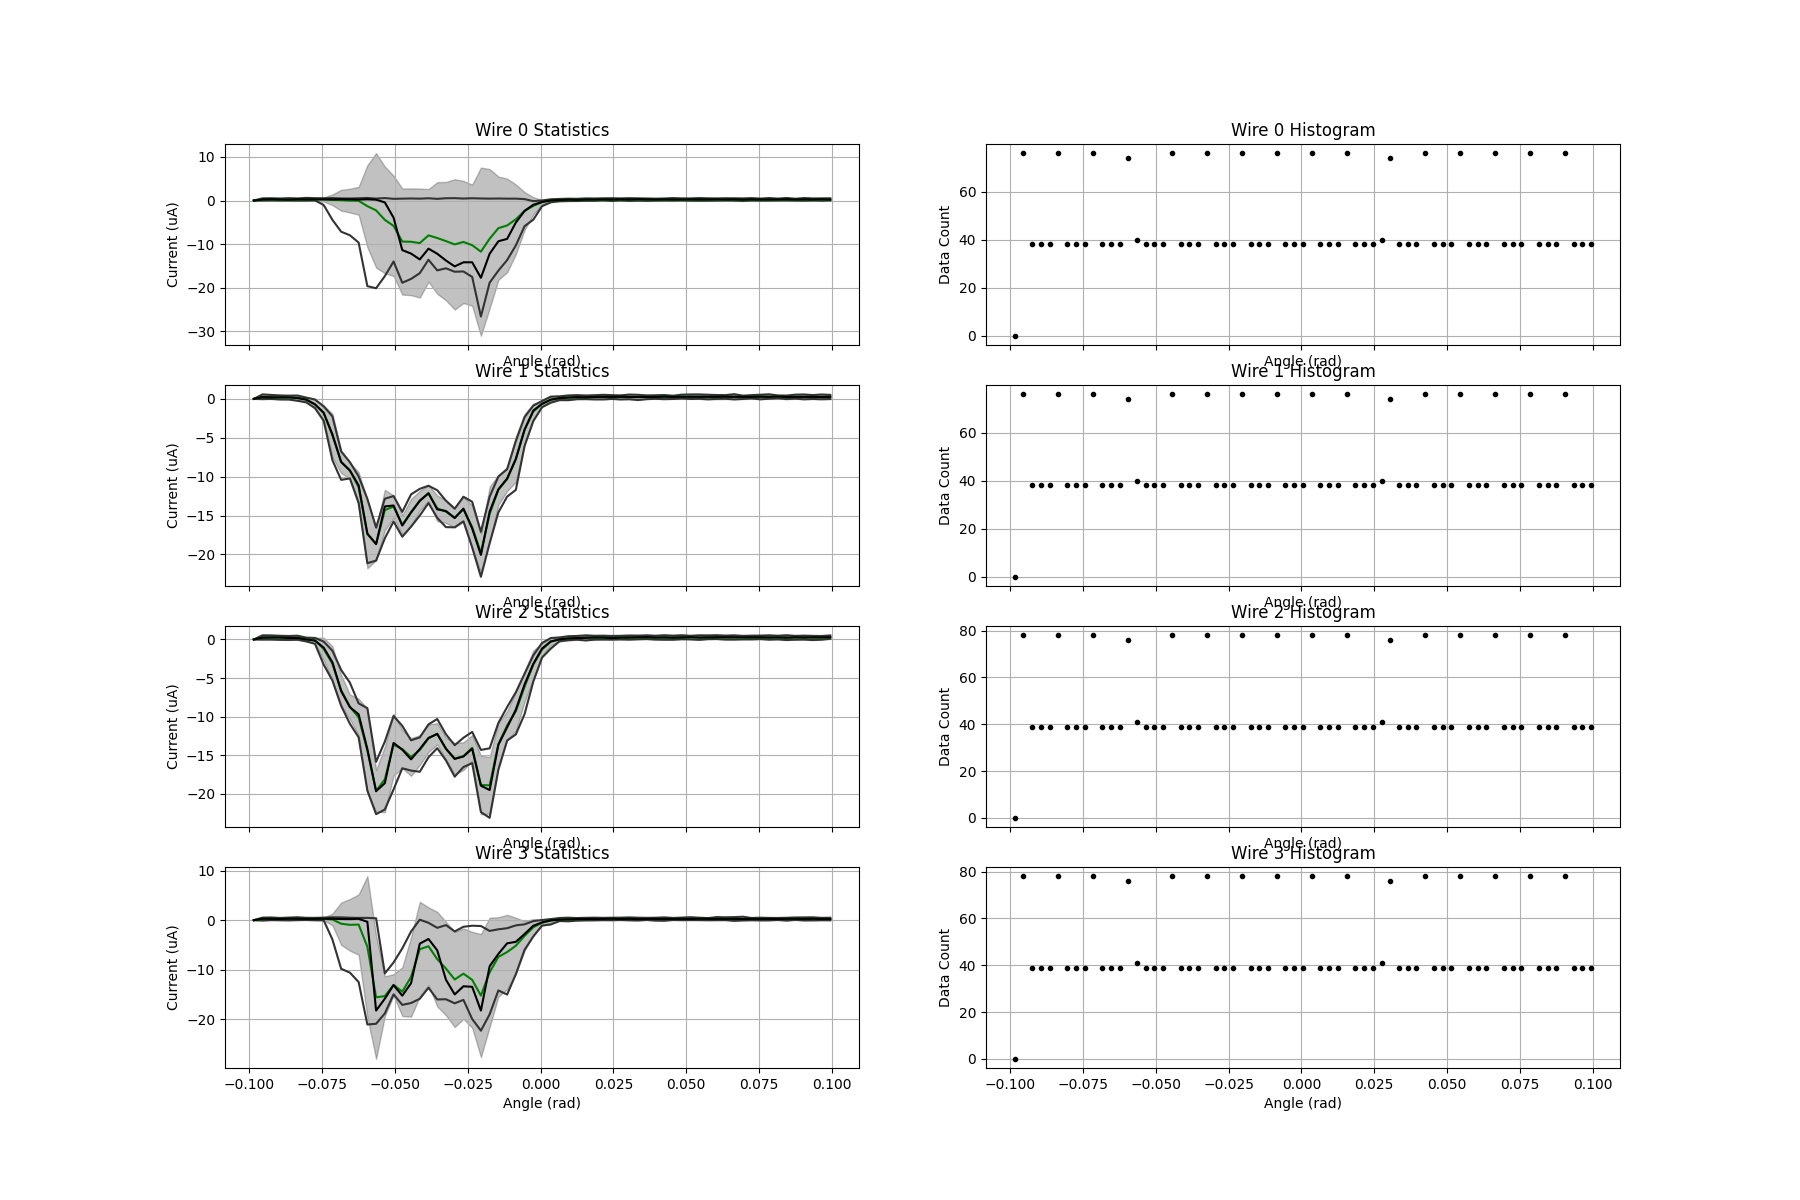 Wire 0 Statistics
10
0
−10
−20
−30
Current (uA)
Angle (rad)
Wire 0 Histogram
60
40
20
0
Data Count
Angle (rad)
Wire 1 Statistics
0
−5
−10
−15
−20
Current (uA)
Angle (rad)
Wire 1 Histogram
60
40
20
0
Data Count
Angle (rad)
Wire 2 Statistics
0
−5
−10
−15
−20
Current (uA)
Angle (rad)
Wire 2 Histogram
80
60
40
20
0
Data Count
Angle (rad)
Wire 3 Statistics
10
0
−10
−20
Current (uA)
−0.100 −0.075 −0.050 −0.025 0.000 0.025 0.050 0.075 0.100
Angle (rad)
Wire 3 Histogram
80
60
40
20
0
Data Count
−0.100 −0.075 −0.050 −0.025 0.000 0.025 0.050 0.075 0.100
Angle (rad)